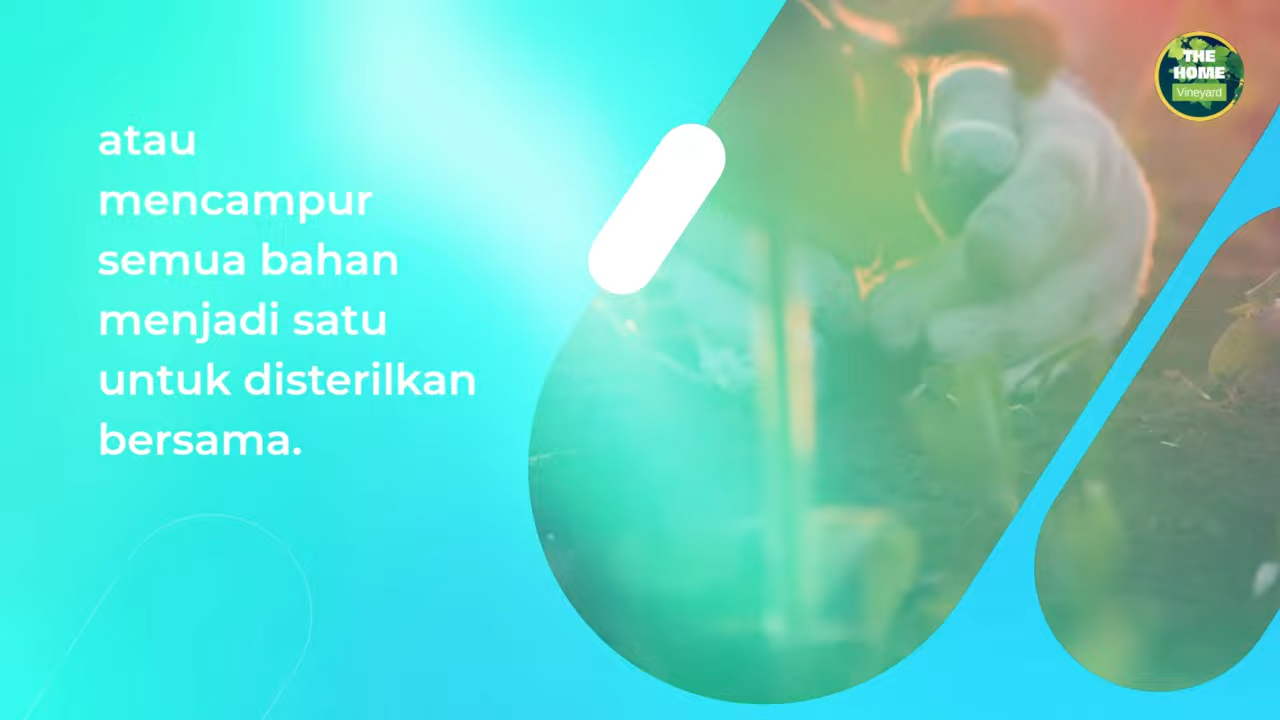 atau
mencampur
semua bahan
menjadi satu
untuk disterilkan
bersama.
THE
HOME
Vineyard